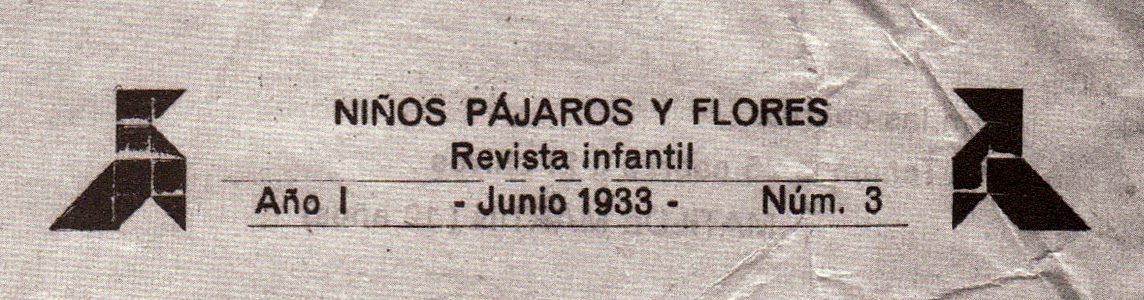 NIÑOS PÁJAROS Y FLORES
Revista infantil
Año I - Junio 1933 - Núm. 3